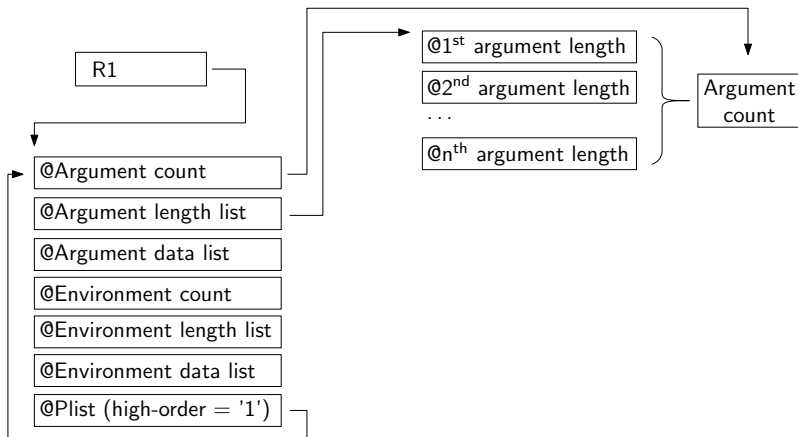 R1
@Argument count
@Argument length list
@Argument data list
@Environment count
@Environment length list
@Environment data list
@Plist (high-order = '1')
@1st argument length
@2nd argument length
...
@nth argument length
Argument
count